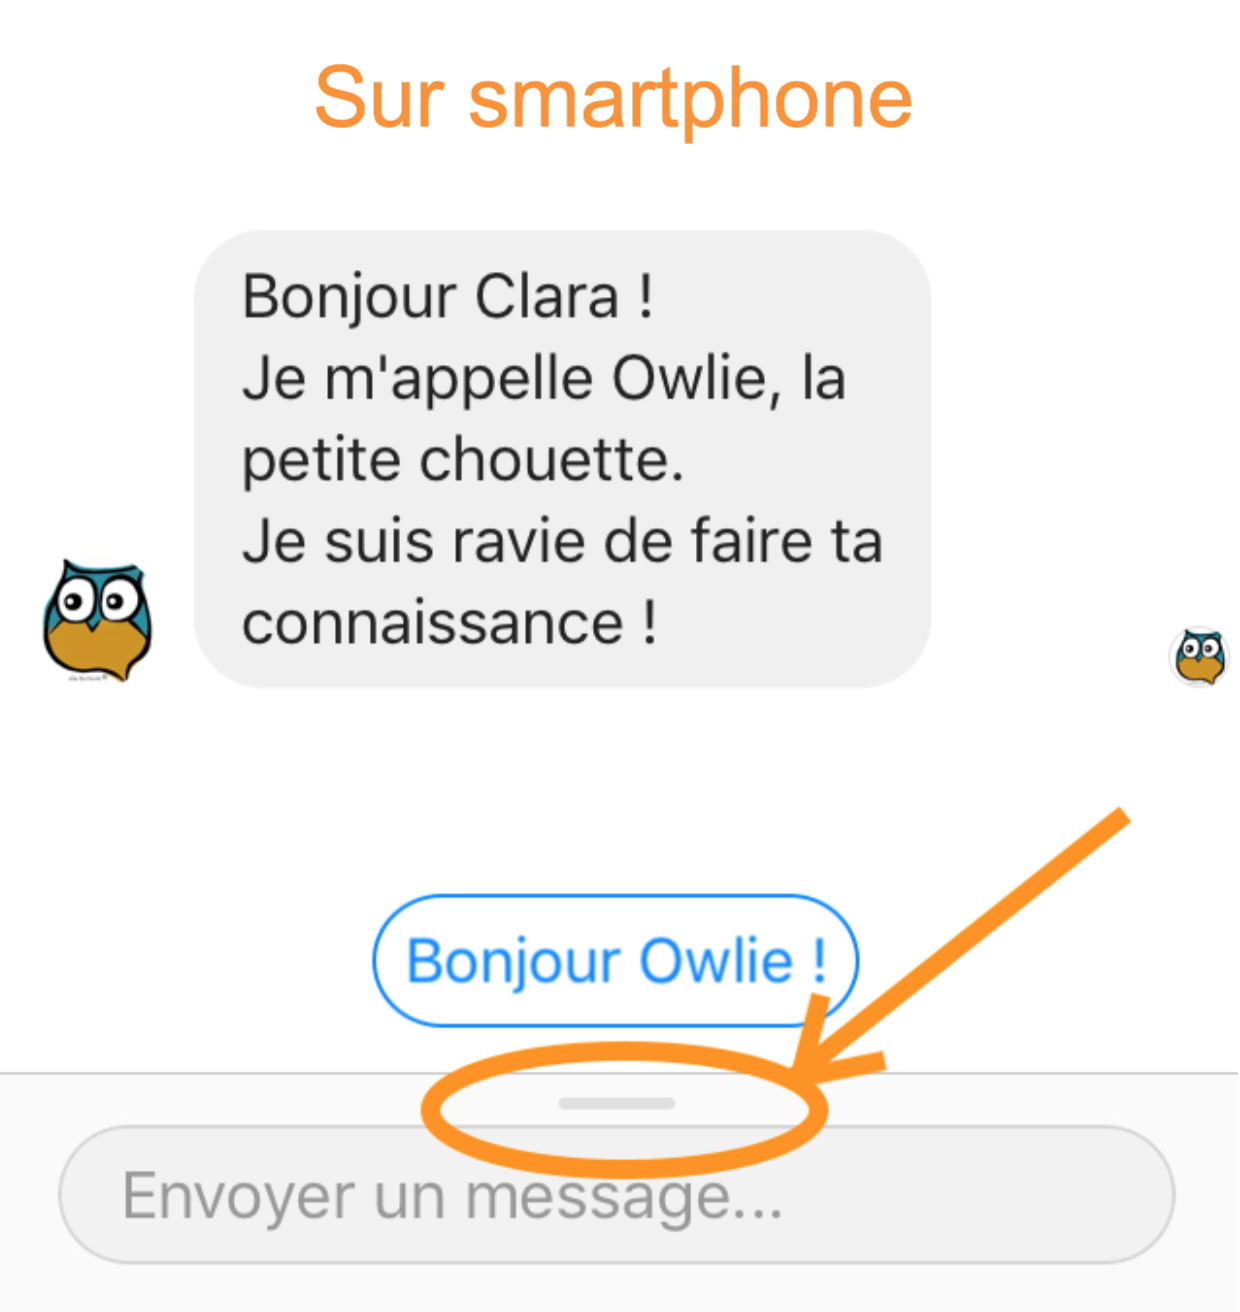 Sur smartphone
Bonjour Clara !
Je m'appelle Owlie, la
petite chouette.
Je suis ravie de faire ta
connaissance !
Bonjour Owlie !
Envoyer un message...